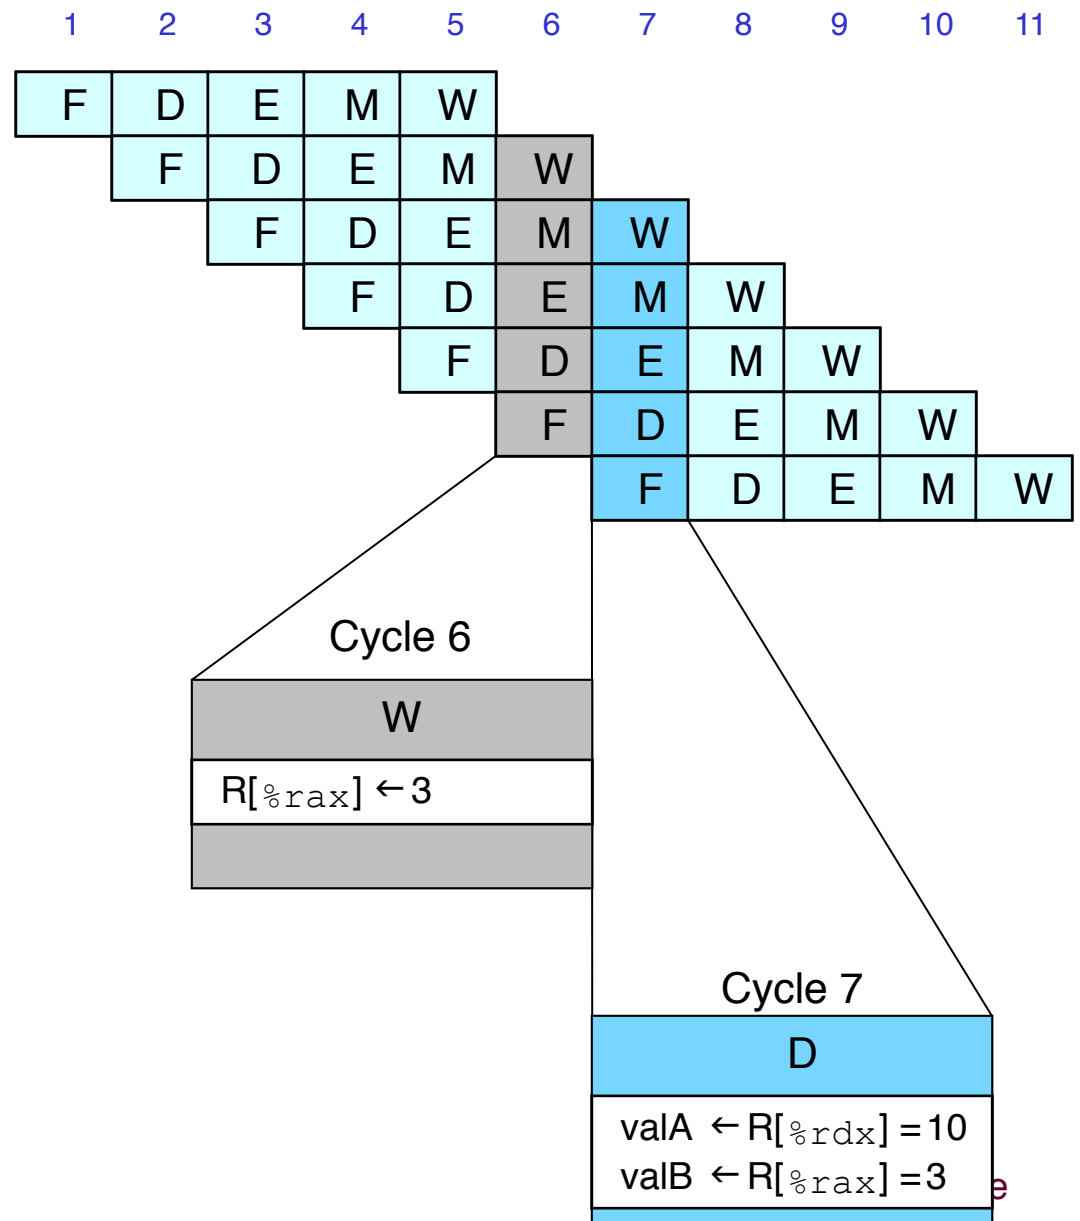 1 2 3 4 5 6 7 8 9 10 11
F D E M W
F D E M W
F D E M W
F D E M W
F D E M W
F D E M W
F D E M W
Cycle 6
W
R[%rax] ← 3
Cycle 7
D
valA ← R[%rdx] = 10
valB ← R[%rax] = 3
e